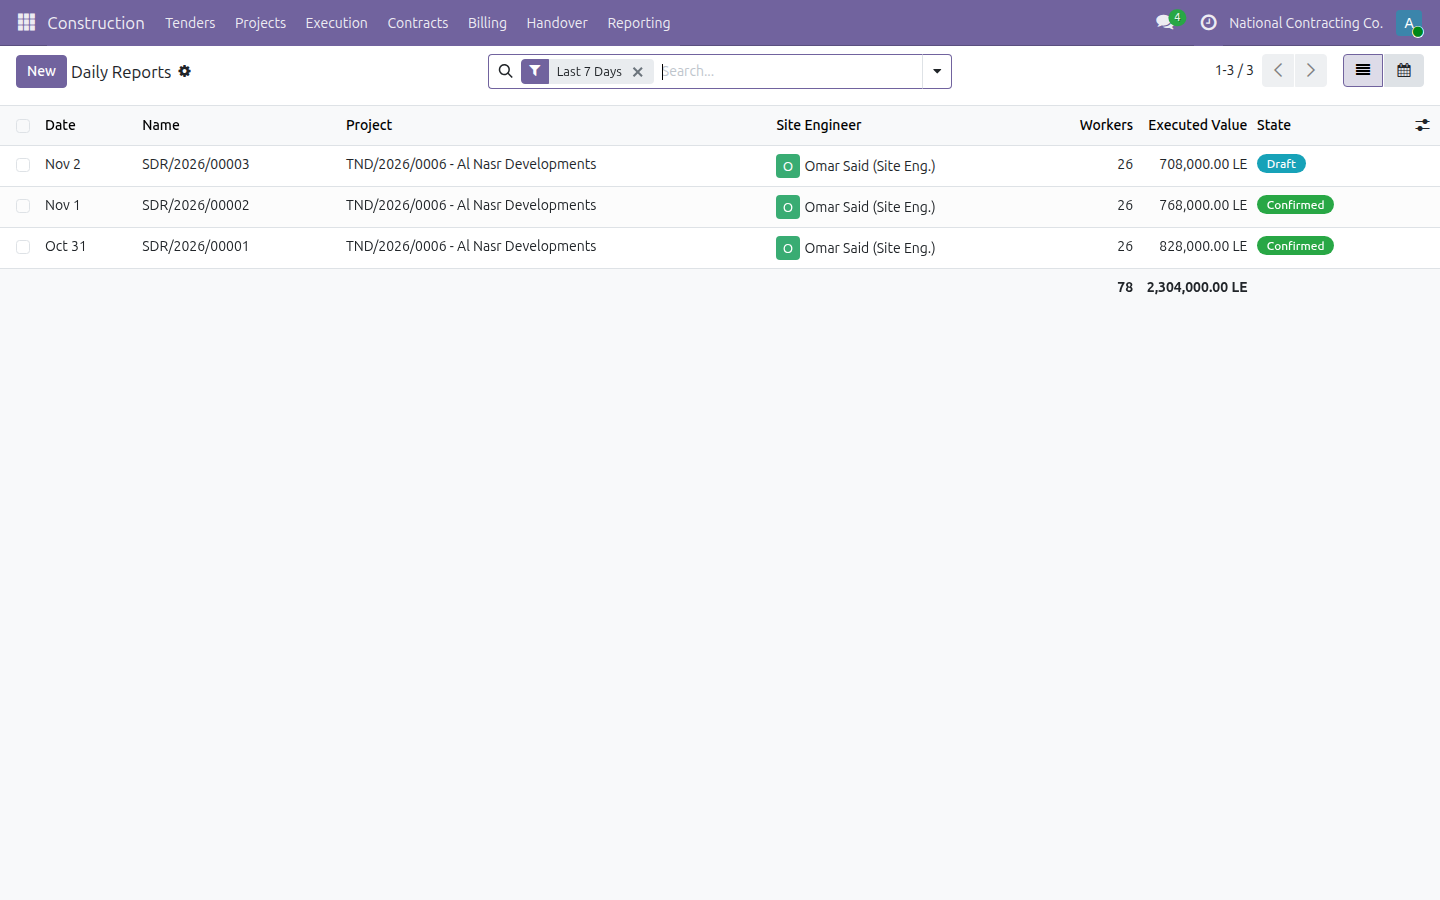 Construction Tenders Projects Execution Contracts Billing Handover Reporting 4 National Contracting Co. A
New Daily Reports Last 7 Days Search... 1-3 / 3
Date Name Project Site Engineer Workers Executed Value State
Nov 2 SDR/2026/00003 TND/2026/0006 - Al Nasr Developments O Omar Said (Site Eng.) 26 708,000.00 LE Draft
Nov 1 SDR/2026/00002 TND/2026/0006 - Al Nasr Developments O Omar Said (Site Eng.) 26 768,000.00 LE Confirmed
Oct 31 SDR/2026/00001 TND/2026/0006 - Al Nasr Developments O Omar Said (Site Eng.) 26 828,000.00 LE Confirmed
78 2,304,000.00 LE